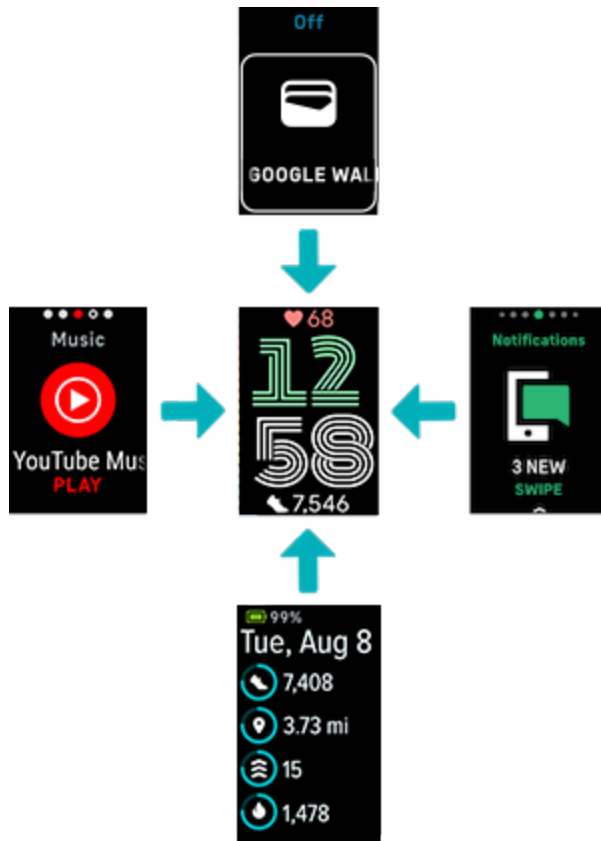 Off
GOOGLE WAL
Music
YouTube Mus
PLAY
68
12
58
7,546
Notifications
3 NEW
SWIPE
99%
Tue, Aug 8
7,408
3.73 mi
15
1,478